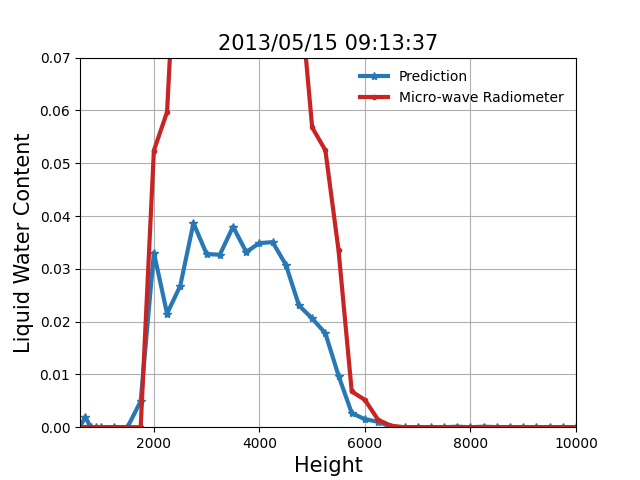 2013/05/15 09:13:37
0.07
0.06
0.05
0.04
0.03
0.02
0.01
0.00
Liquid Water Content
Prediction
Micro-wave Radiometer
2000 4000 6000 8000 10000
Height